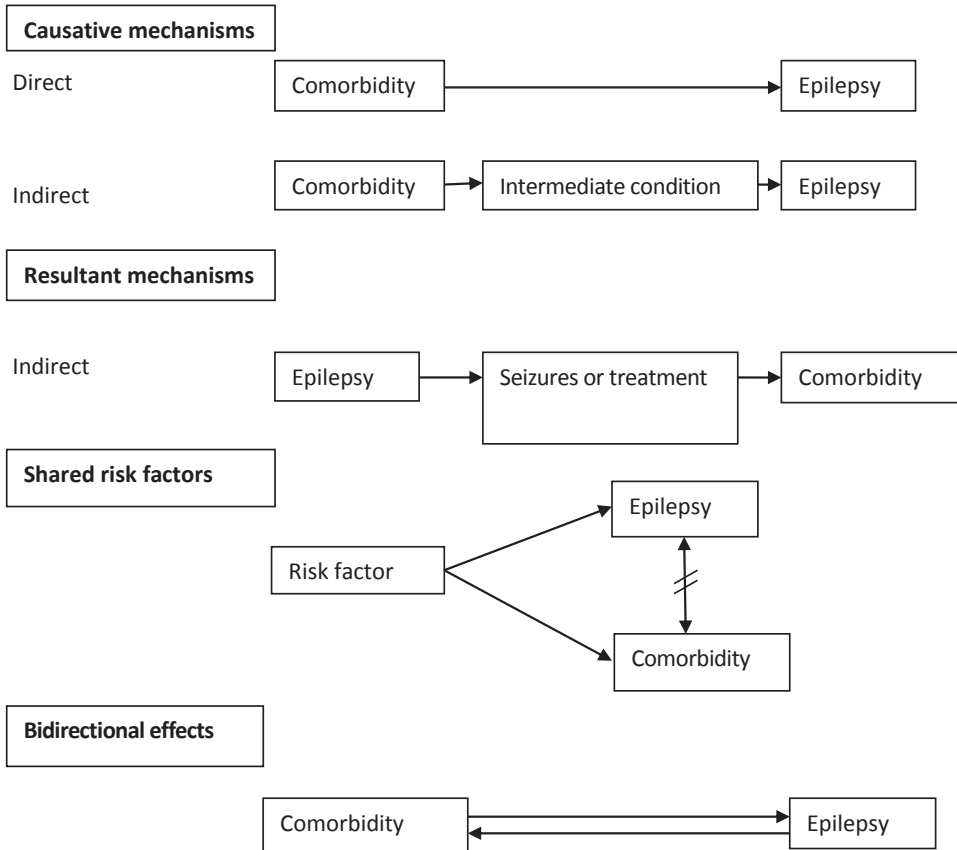 Causative mechanisms
Direct
Comorbidity
Epilepsy
Indirect
Comorbidity
Intermediate condition
Epilepsy
Resultant mechanisms
Indirect
Epilepsy
Seizures or treatment
Comorbidity
Shared risk factors
Epilepsy
Risk factor
Comorbidity
Bidirectional effects
Comorbidity
Epilepsy